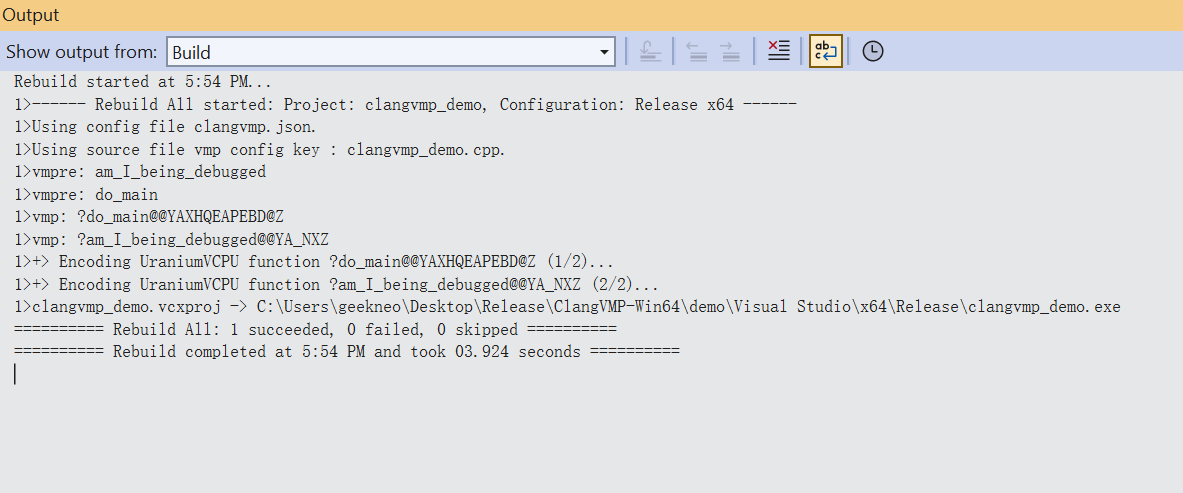 Output
Show output from: Build
Rebuild started at 5:54 PM...
1>------ Rebuild All started: Project: clangvmp_demo, Configuration: Release x64 ------
1>Using config file clangvmp.json.
1>Using source file vmp config key : clangvmp_demo.cpp.
1>vmpre: am_I_being_debugged
1>vmpre: do_main
1>vmp: ?do_main@@YAXHQEAPEBD@Z
1>vmp: ?am_I_being_debugged@@YA_NXZ
1>+> Encoding UraniumVCPU function ?do_main@@YAXHQEAPEBD@Z (1/2)...
1>+> Encoding UraniumVCPU function ?am_I_being_debugged@@YA_NXZ (2/2)...
1>clangvmp_demo.vcxproj -> C:\Users\geekneo\Desktop\Release\ClangVMP-Win64\demo\Visual Studio\x64\Release\clangvmp_demo.exe
========== Rebuild All: 1 succeeded, 0 failed, 0 skipped ==========
========== Rebuild completed at 5:54 PM and took 03.924 seconds ==========